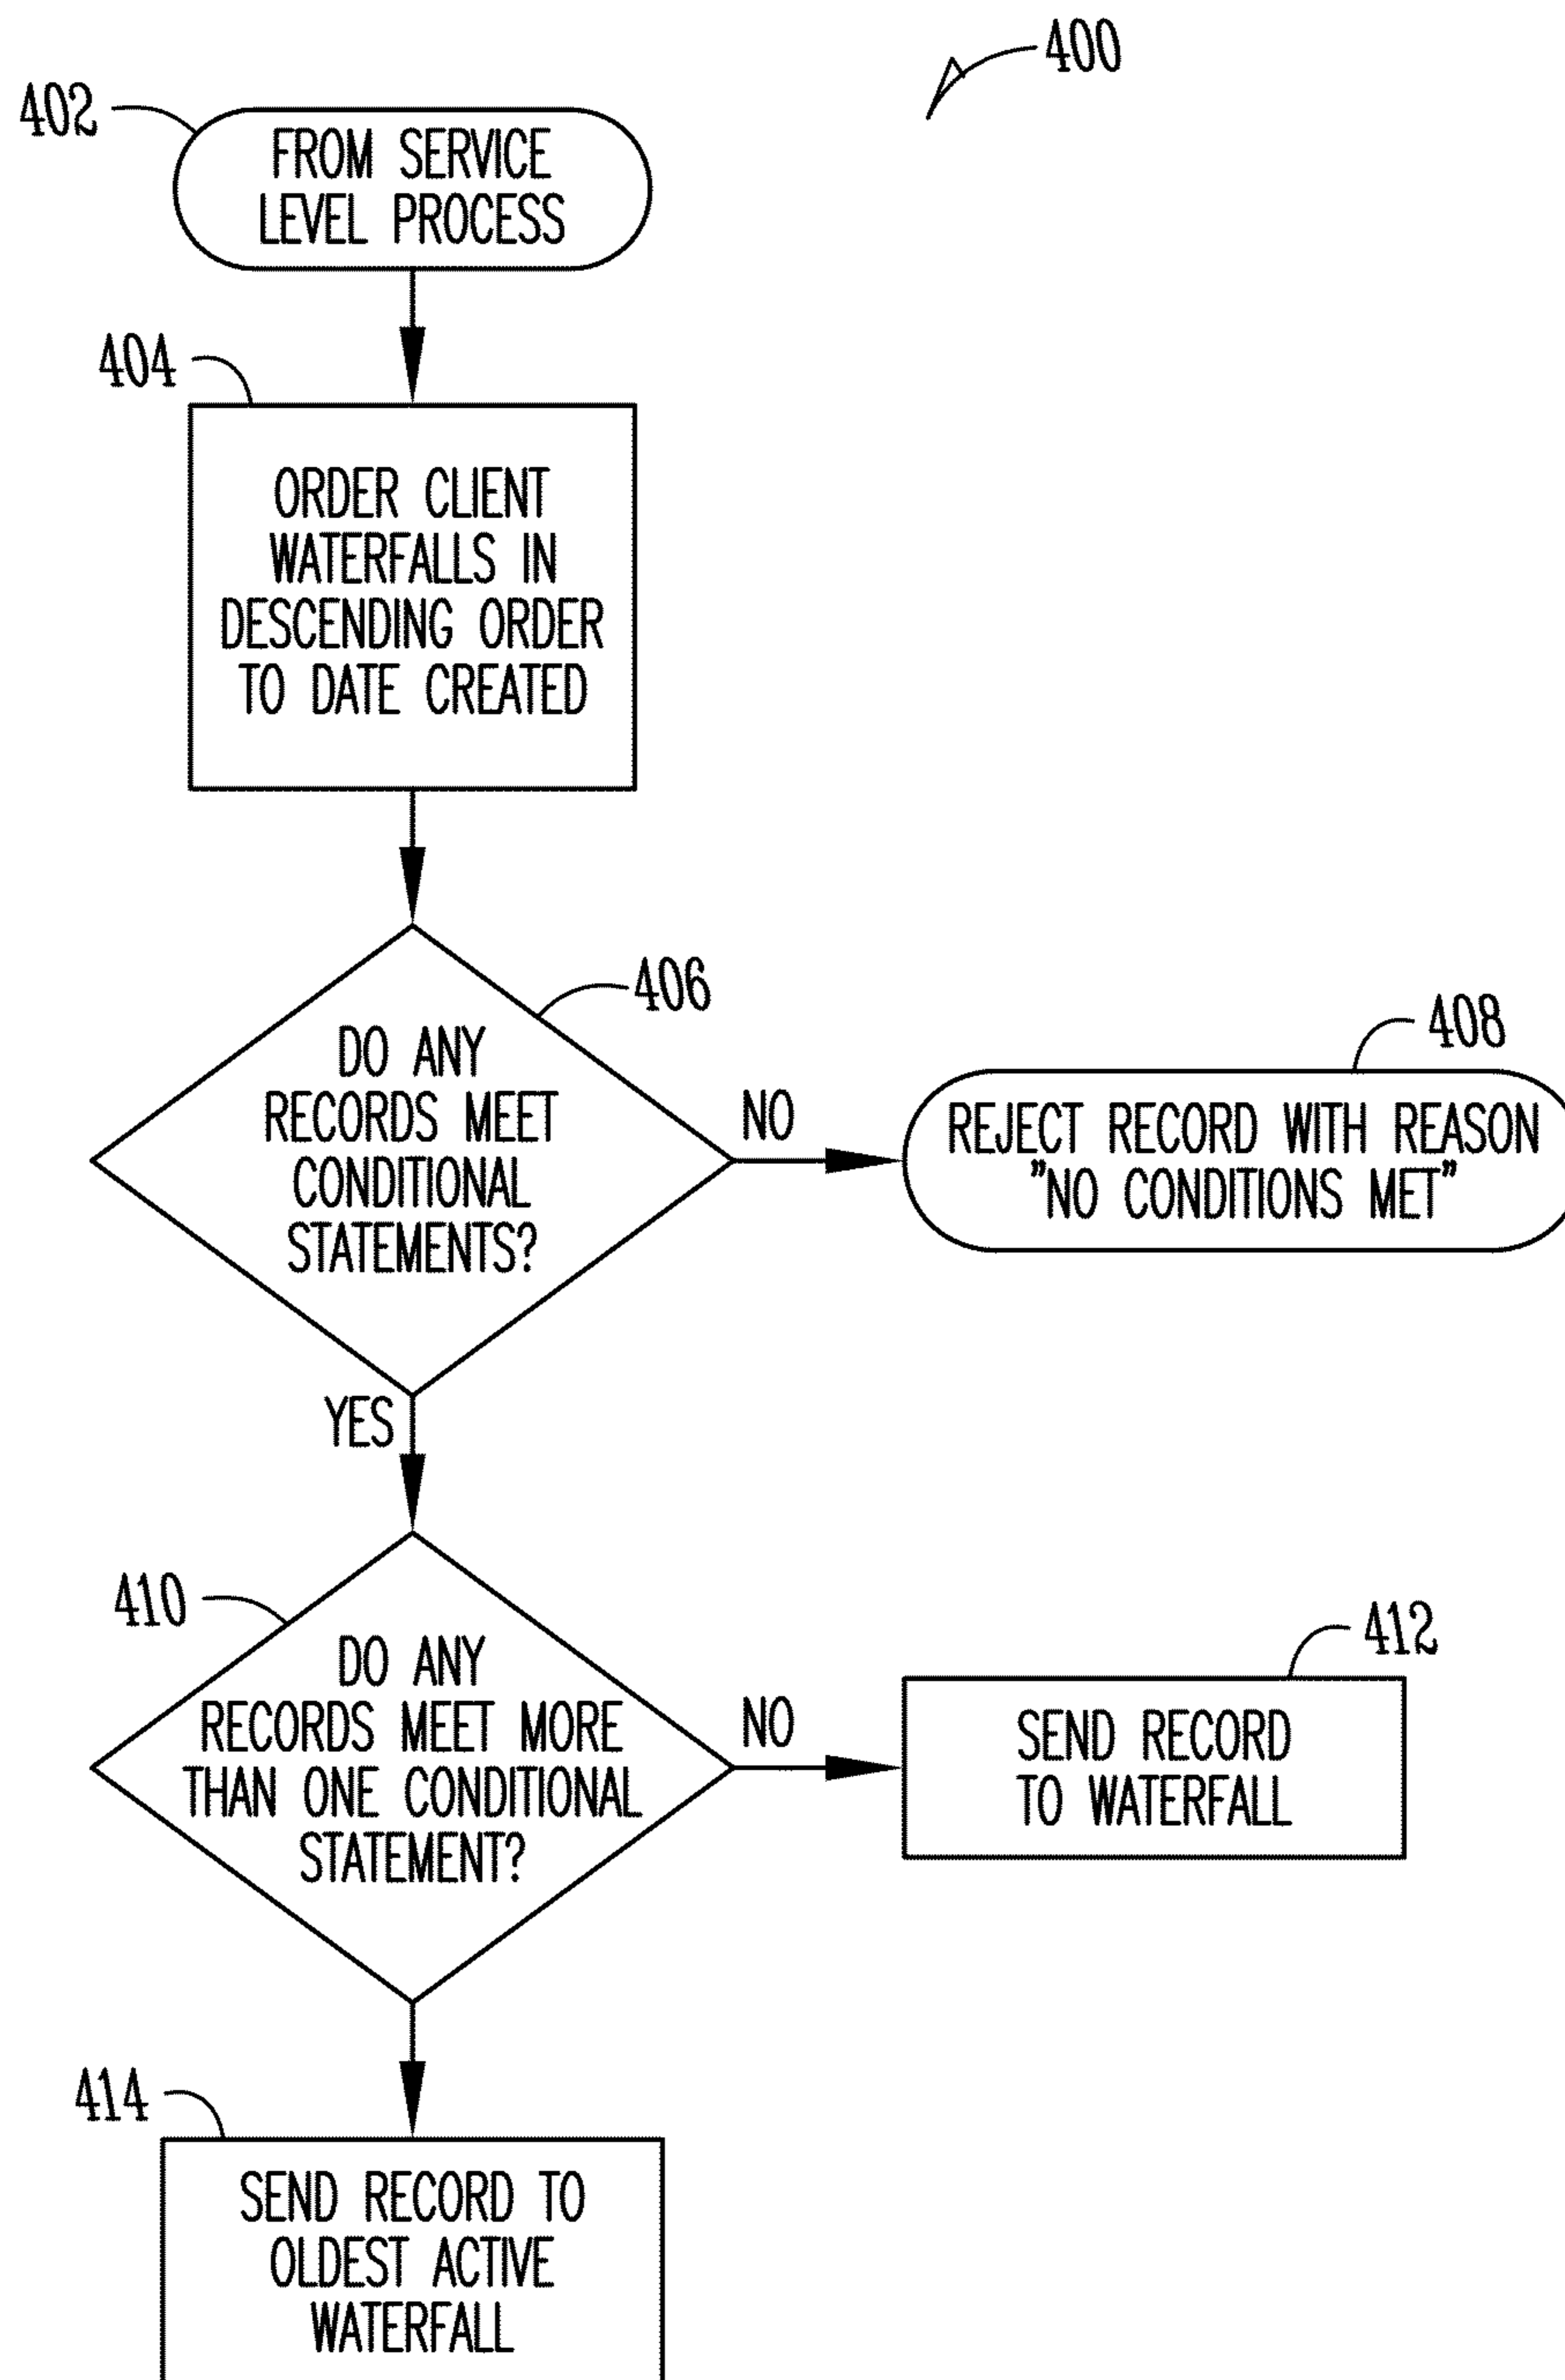 400
402
FROM SERVICE
LEVEL PROCESS
404
ORDER CLIENT
WATERFALLS IN
DESCENDING ORDER
TO DATE CREATED
406
DO ANY
RECORDS MEET
CONDITIONAL
STATEMENTS?
NO
408
REJECT RECORD WITH REASON
"NO CONDITIONS MET"
YES
410
DO ANY
RECORDS MEET MORE
THAN ONE CONDITIONAL
STATEMENT?
NO
412
SEND RECORD
TO WATERFALL
414
SEND RECORD TO
OLDEST ACTIVE
WATERFALL